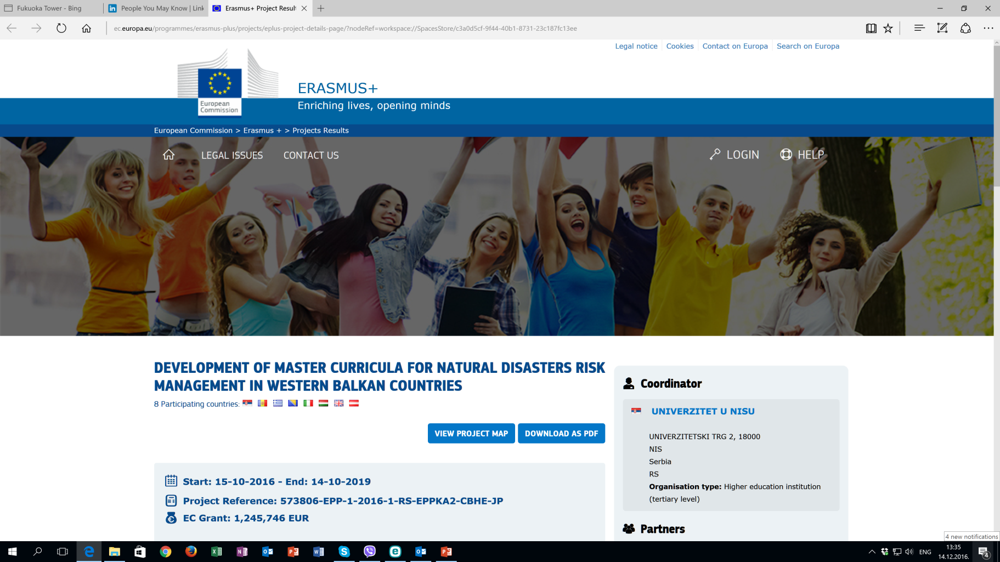 Fukuoka Tower - Bing
People You May Know | Link
Erasmus+ Project Result
ec.europa.eu/programmes/erasmus-plus/projects/eplus-project-details-page/?nodeRef=workspace://SpacesStore/c3a0d5cf-9f44-40b1-8731-23c187fc13ee
Legal notice Cookies Contact on Europa Search on Europa
European
Commission
ERASMUS+
Enriching lives, opening minds
European Commission > Erasmus + > Projects Results
LEGAL ISSUES CONTACT US LOGIN HELP
DEVELOPMENT OF MASTER CURRICULA FOR NATURAL DISASTERS RISK
MANAGEMENT IN WESTERN BALKAN COUNTRIES
8 Participating countries:
VIEW PROJECT MAP DOWNLOAD AS PDF
Start: 15-10-2016 - End: 14-10-2019
Project Reference: 573806-EPP-1-2016-1-RS-EPPKA2-CBHE-JP
EC Grant: 1,245,746 EUR
Coordinator
UNIVERZITET U NISU
UNIVERZITETSKI TRG 2, 18000
NIS
Serbia
RS
Organisation type: Higher education institution
(tertiary level)
Partners
4 new notifications
ENG
13:35
14.12.2016.
4